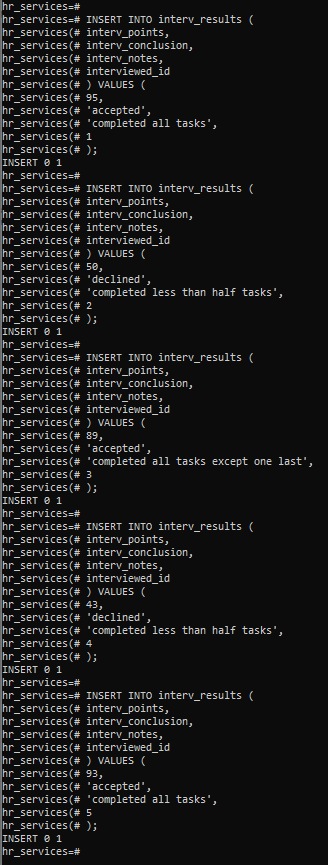 hr_services=#
hr_services=# INSERT INTO interv_results (
hr_services(# interv_points,
hr_services(# interv_conclusion,
hr_services(# interv_notes,
hr_services(# interviewed_id
hr_services(# ) VALUES (
hr_services(# 95,
hr_services(# 'accepted',
hr_services(# 'completed all tasks',
hr_services(# 1
hr_services(# );
INSERT 0 1
hr_services=#
hr_services=# INSERT INTO interv_results (
hr_services(# interv_points,
hr_services(# interv_conclusion,
hr_services(# interv_notes,
hr_services(# interviewed_id
hr_services(# ) VALUES (
hr_services(# 50,
hr_services(# 'declined',
hr_services(# 'completed less than half tasks',
hr_services(# 2
hr_services(# );
INSERT 0 1
hr_services=#
hr_services=# INSERT INTO interv_results (
hr_services(# interv_points,
hr_services(# interv_conclusion,
hr_services(# interv_notes,
hr_services(# interviewed_id
hr_services(# ) VALUES (
hr_services(# 89,
hr_services(# 'accepted',
hr_services(# 'completed all tasks except one last',
hr_services(# 3
hr_services(# );
INSERT 0 1
hr_services=#
hr_services=# INSERT INTO interv_results (
hr_services(# interv_points,
hr_services(# interv_conclusion,
hr_services(# interv_notes,
hr_services(# interviewed_id
hr_services(# ) VALUES (
hr_services(# 43,
hr_services(# 'declined',
hr_services(# 'completed less than half tasks',
hr_services(# 4
hr_services(# );
INSERT 0 1
hr_services=#
hr_services=# INSERT INTO interv_results (
hr_services(# interv_points,
hr_services(# interv_conclusion,
hr_services(# interv_notes,
hr_services(# interviewed_id
hr_services(# ) VALUES (
hr_services(# 93,
hr_services(# 'accepted',
hr_services(# 'completed all tasks',
hr_services(# 5
hr_services(# );
INSERT 0 1
hr_services=#